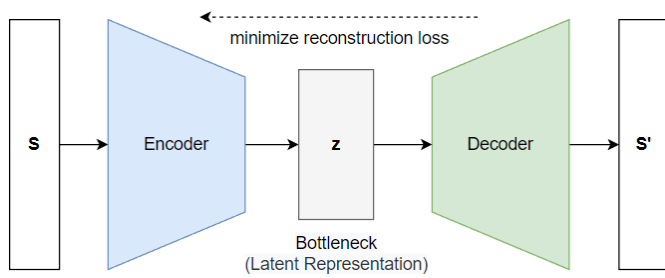 minimize reconstruction loss
S
Encoder
z
Decoder
S'
Bottleneck
(Latent Representation)